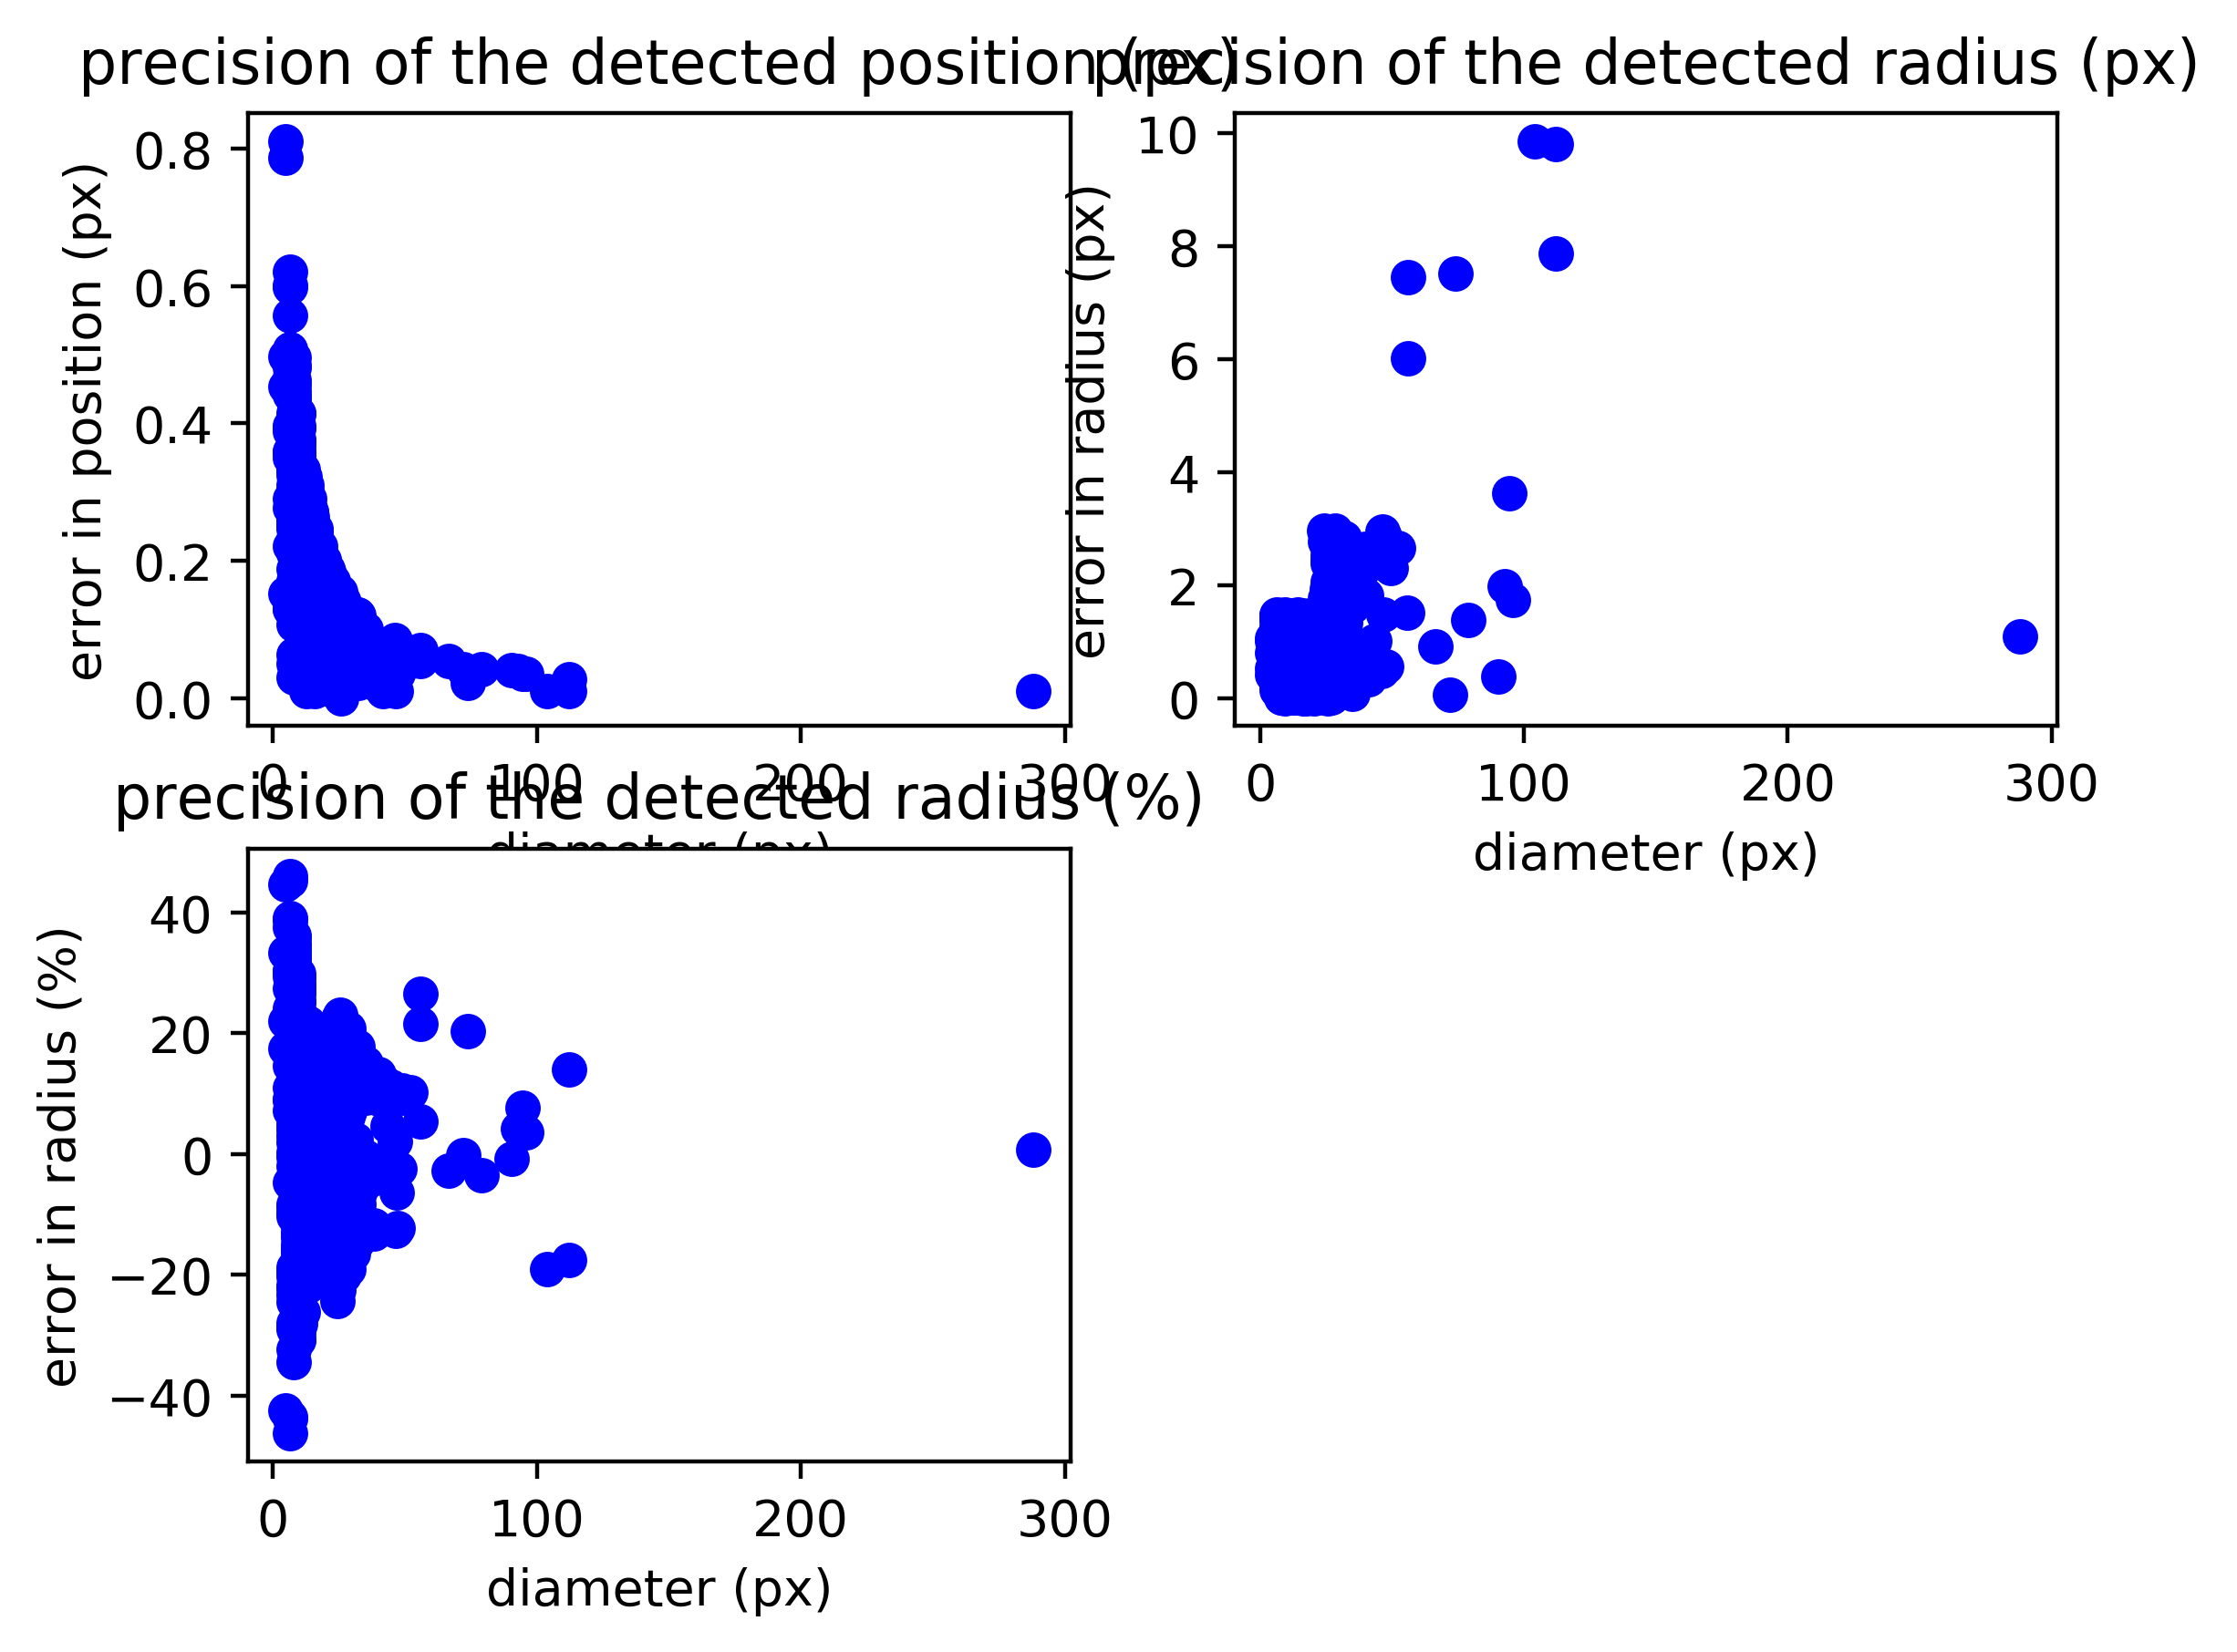 precision of the detected position (px)
precision of the detected radius (px)
error in position (px)
0.8
0.6
0.4
0.2
0.0
0 100 200 300
diameter (px)
error in radius (px)
10
8
6
4
2
0
0 100 200 300
diameter (px)
precision of the detected radius (%)
error in radius (%)
40
20
0
−20
−40
0 100 200 300
diameter (px)